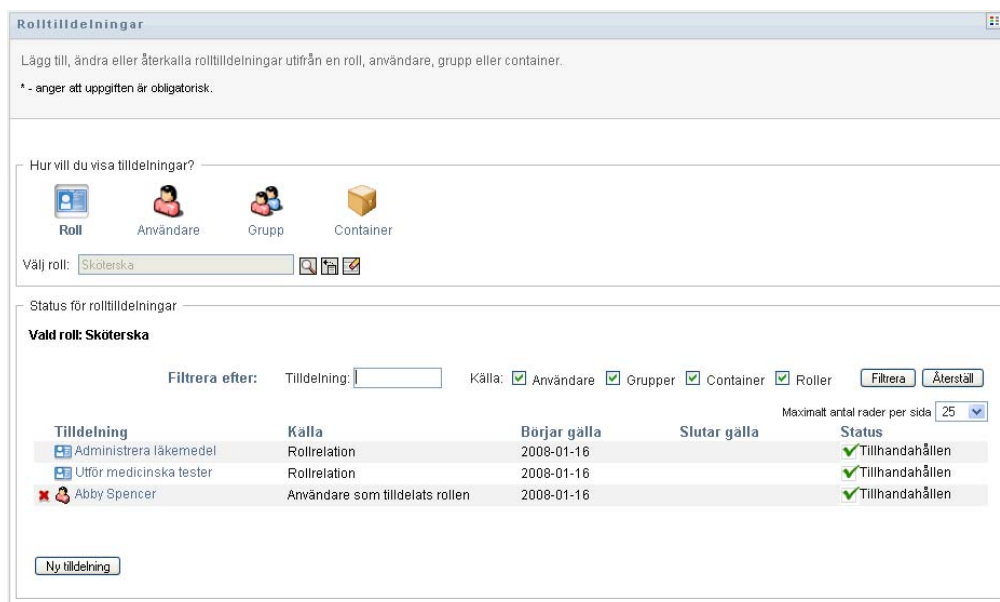 Rolltilldelningar
Lägg till, ändra eller återkalla rolltilldelningar utifrån en roll, användare, grupp eller container.
* - anger att uppgiften är obligatorisk.
Hur vill du visa tilldelningar?
Roll Användare Grupp Container
Välj roll: Sköterska
Status för rolltilldelningar
Vald roll: Sköterska
Filtrera efter: Tilldelning: Källa: Användare Grupper Container Roller Filtrera Återställ
Maximalt antal rader per sida 25
Tilldelning Källa Börjar gälla Slutar gälla Status
Administrera läkemedel Rollrelation 2008-01-16 Tillhandahållen
Utför medicinska tester Rollrelation 2008-01-16 Tillhandahållen
Abby Spencer Användare som tilldelats rollen 2008-01-16 Tillhandahållen
Ny tilldelning